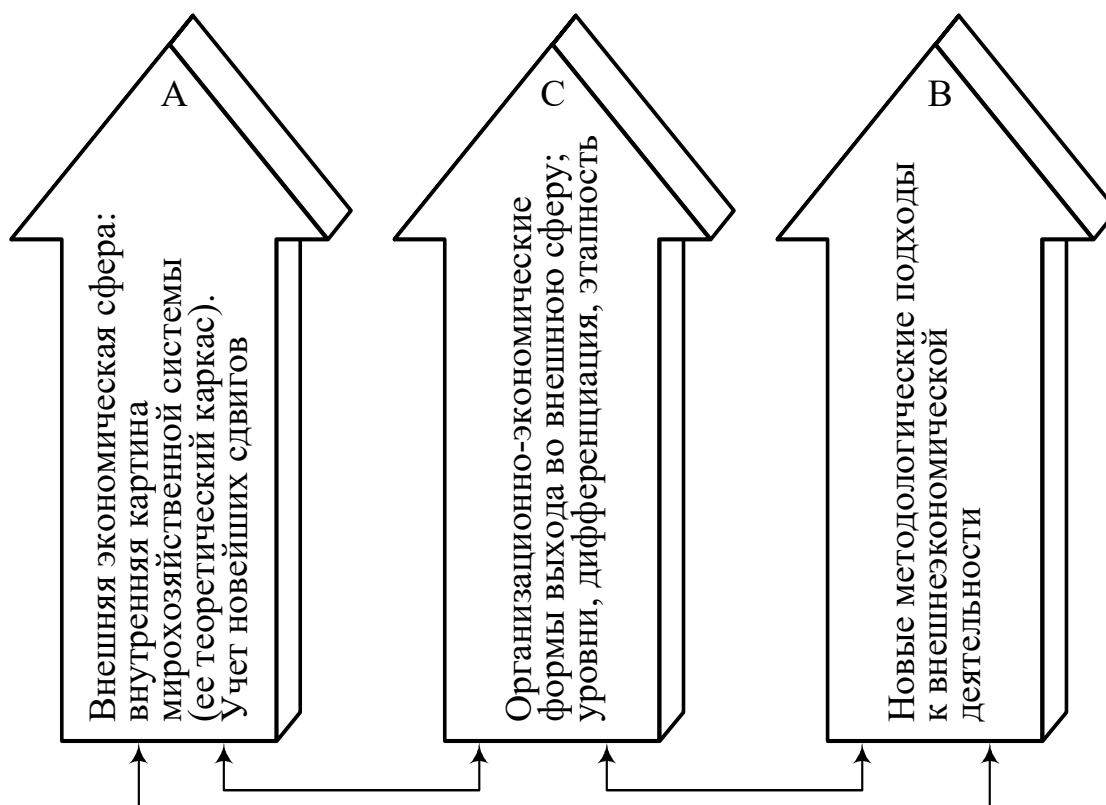 A
Внешняя экономическая сфера:
внутренняя картина
мирохозяйственной системы
(ее теоретический каркас).
Учет новейших сдвигов
C
Организационно-экономические
формы выхода во внешнюю сферу;
уровни, дифференциация, этапность
B
Новые методологические подходы
к внешнеэкономической
деятельности